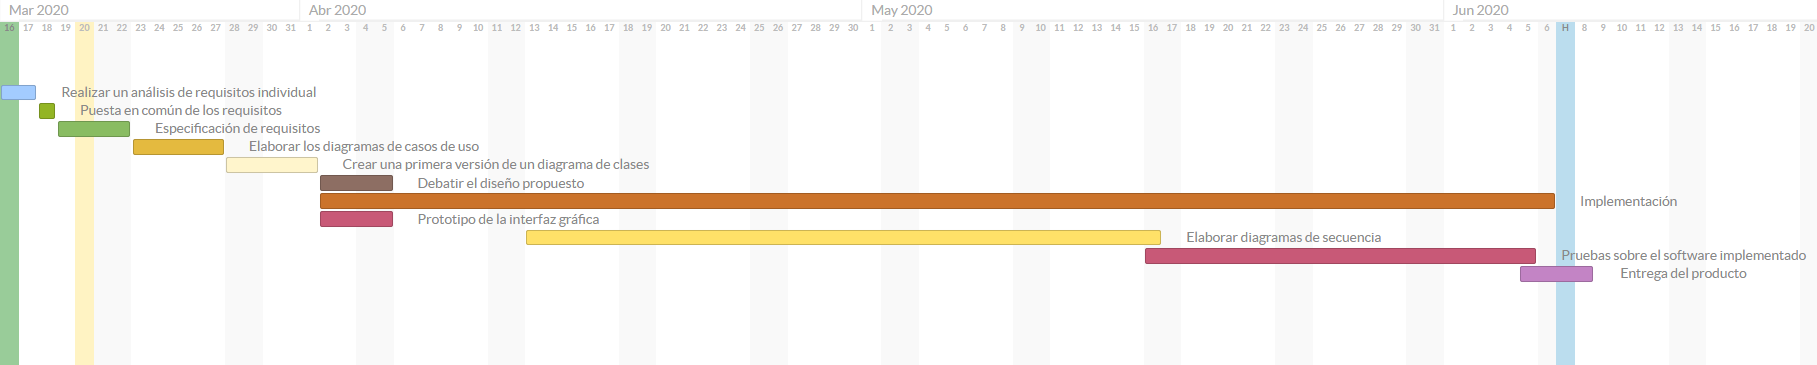 Mar 2020 Abr 2020 May 2020 Jun 2020
16 17 18 19 20 21 22 23 24 25 26 27 28 29 30 31 1 2 3 4 5 6 7 8 9 10 11 12 13 14 15 16 17 18 19 20 21 22 23 24 25 26 27 28 29 30 1 2 3 4 5 6 7 8 9 10 11 12 13 14 15 16 17 18 19 20 21 22 23 24 25 26 27 28 29 30 31 1 2 3 4 5 6 H 8 9 10 11 12 13 14 15 16 17 18 19 20
Realizar un análisis de requisitos individual
Puesta en común de los requisitos
Especificación de requisitos
Elaborar los diagramas de casos de uso
Crear una primera versión de un diagrama de clases
Debatir el diseño propuesto
Implementación
Prototipo de la interfaz gráfica
Elaborar diagramas de secuencia
Pruebas sobre el software implementado
Entrega del producto